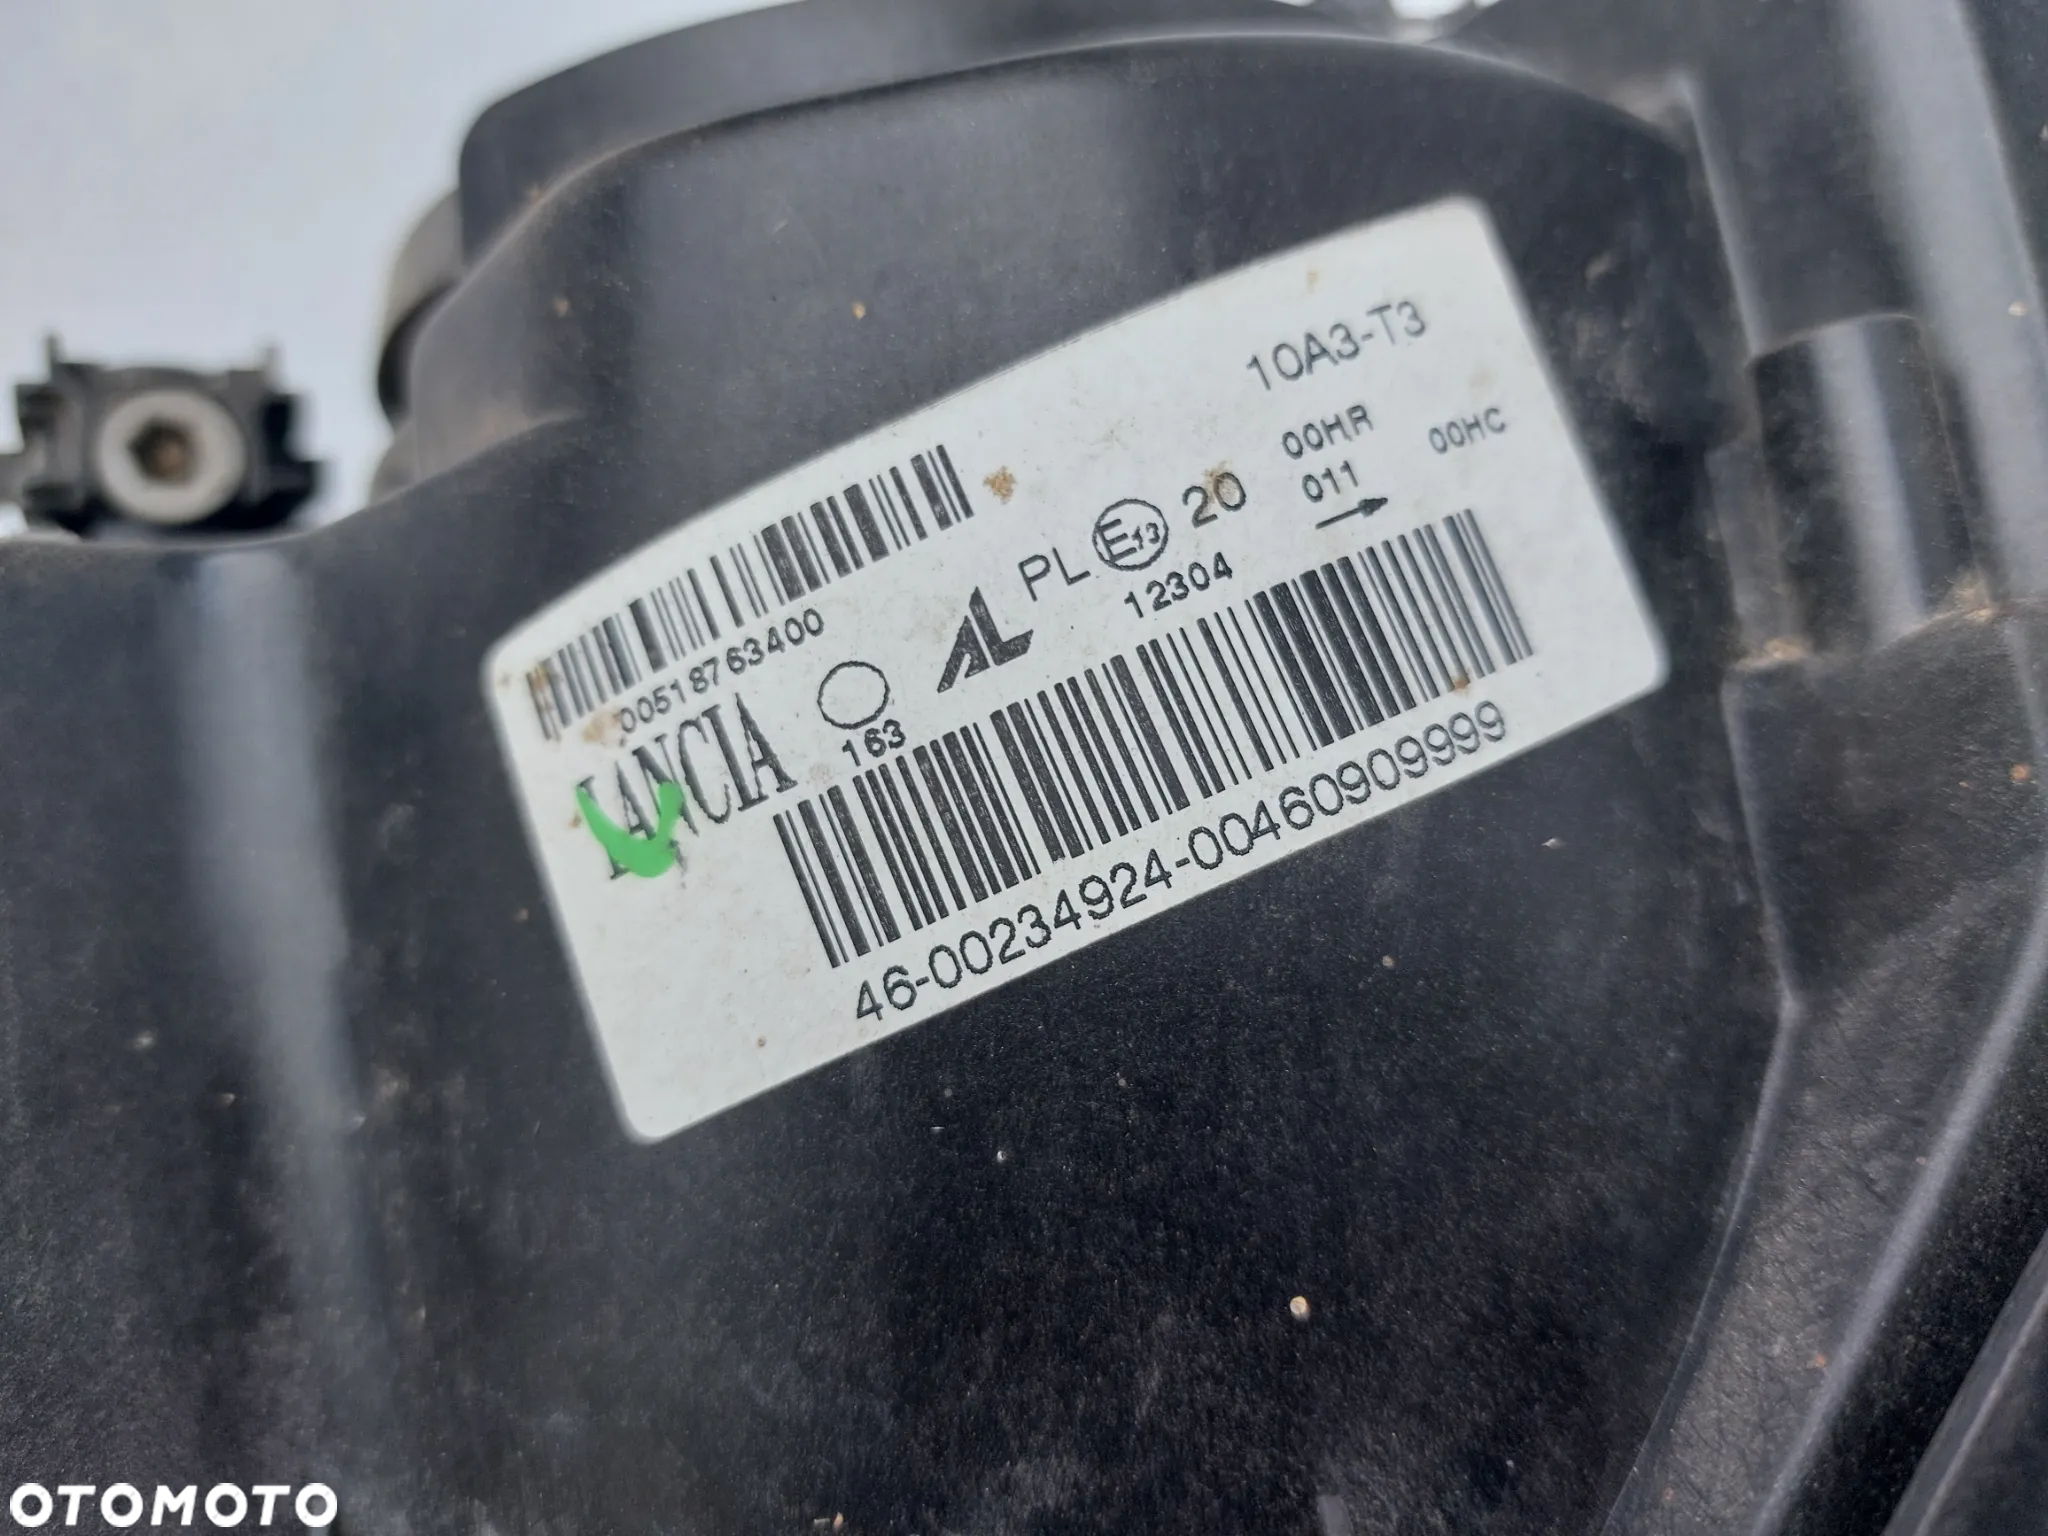 10A3-T3
00HR 00HC
011
PL E13 20
12304
00518763400
LANCIA
163
AL
46-00234924-00460909999
OTOMOTO